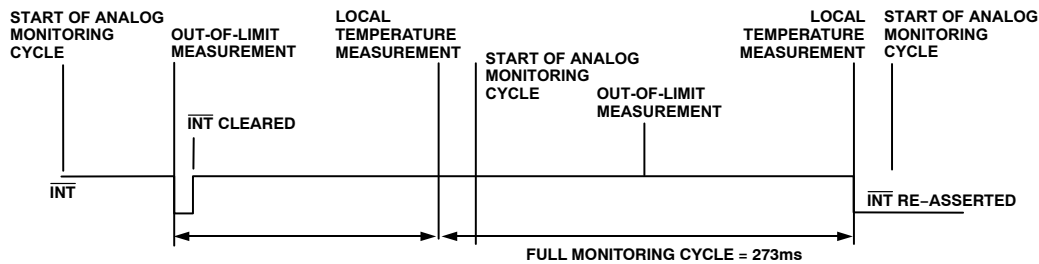 START OF ANALOG
MONITORING
CYCLE
OUT-OF-LIMIT
MEASUREMENT
LOCAL
TEMPERATURE
MEASUREMENT
START OF ANALOG
MONITORING
CYCLE
OUT-OF-LIMIT
MEASUREMENT
LOCAL
TEMPERATURE
MEASUREMENT
START OF ANALOG
MONITORING
CYCLE
INT CLEARED
INT
INT RE–ASSERTED
FULL MONITORING CYCLE = 273ms